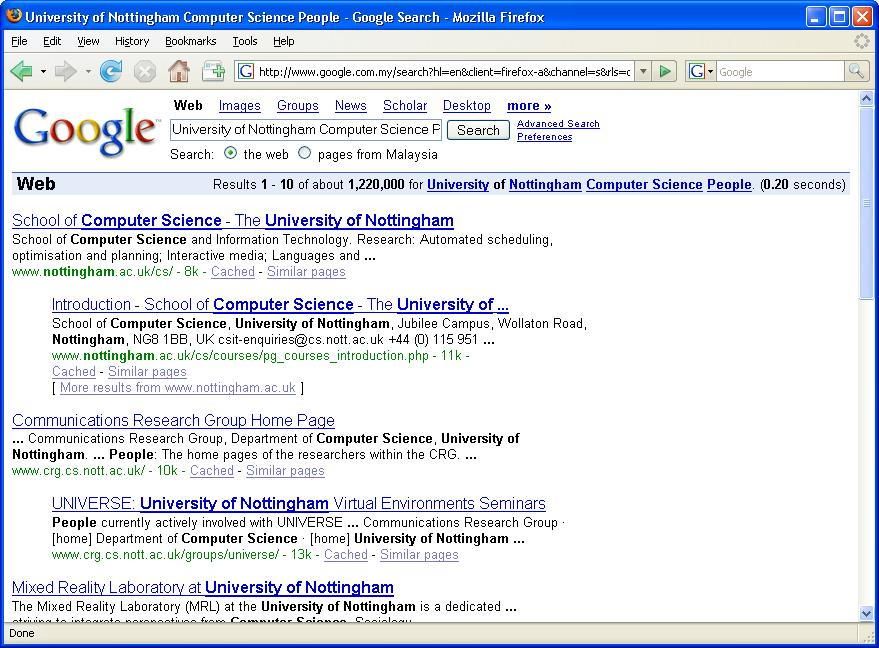 University of Nottingham Computer Science People - Google Search - Mozilla Firefox
File Edit View History Bookmarks Tools Help
http://www.google.com.my/search?hl=en&client=firefox-a&channel=s&rls=c
Google
Web Images Groups News Scholar Desktop more »
Google™
University of Nottingham Computer Science P Search Advanced Search
Preferences
Search: the web pages from Malaysia
Web Results 1 - 10 of about 1,220,000 for University of Nottingham Computer Science People. (0.20 seconds)
School of Computer Science - The University of Nottingham
School of Computer Science and Information Technology. Research: Automated scheduling,
optimisation and planning; Interactive media; Languages and ...
www.nottingham.ac.uk/cs/ - 8k - Cached - Similar pages
Introduction - School of Computer Science - The University of ...
School of Computer Science, University of Nottingham, Jubilee Campus, Wollaton Road,
Nottingham, NG8 1BB, UK csit-enquiries@cs.nott.ac.uk +44 (0) 115 951 ...
www.nottingham.ac.uk/cs/courses/pg_courses_introduction.php - 11k -
Cached - Similar pages
[ More results from www.nottingham.ac.uk ]
Communications Research Group Home Page
... Communications Research Group, Department of Computer Science, University of
Nottingham. ... People: The home pages of the researchers within the CRG. ...
www.crg.cs.nott.ac.uk/ - 10k - Cached - Similar pages
UNIVERSE: University of Nottingham Virtual Environments Seminars
People currently actively involved with UNIVERSE ... Communications Research Group ·
[home] Department of Computer Science · [home] University of Nottingham ...
www.crg.cs.nott.ac.uk/groups/universe/ - 13k - Cached - Similar pages
Mixed Reality Laboratory at University of Nottingham
The Mixed Reality Laboratory (MRL) at the University of Nottingham is a dedicated ...
striving to integrate perspectives from Computer Science, Sociology,
Done